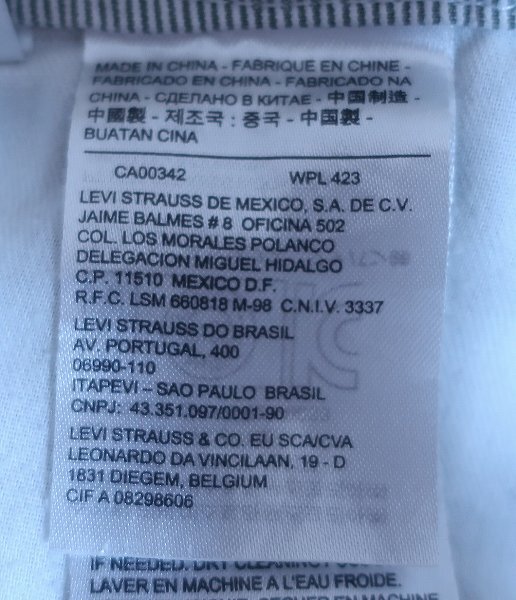 MADE IN CHINA - FABRIQUE EN CHINE -
FABRICADO EN CHINA - FABRICADO NA
CHINA - СДЕЛАНО В КИТАЕ - 中国制造 -
中國製 - 제조국 : 중국 - 中国製 -
BUATAN CINA
CA00342 WPL 423
LEVI STRAUSS DE MEXICO, S.A. DE C.V.
JAIME BALMES # 8 OFICINA 502
COL. LOS MORALES POLANCO
DELEGACION MIGUEL HIDALGO
C.P. 11510 MEXICO D.F.
R.F.C. LSM 660818 M-98 C.N.I.V. 3337
LEVI STRAUSS DO BRASIL
AV. PORTUGAL, 400
06990-110
ITAPEVI – SAO PAULO BRASIL
CNPJ: 43.351.097/0001-90
LEVI STRAUSS & CO. EU SCA/CVA
LEONARDO DA VINCILAAN, 19 - D
1831 DIEGEM, BELGIUM
CIF A 08298606
IF NEEDED. DRY CLEANING
LAVER EN MACHINE A L'EAU FROIDE.